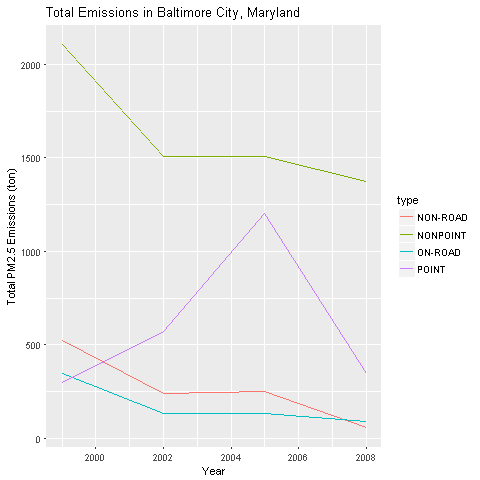 Total Emissions in Baltimore City, Maryland
Total PM2.5 Emissions (ton)
2000
1500
1000
500
0
2000
2002
2004
2006
2008
Year
type
NON-ROAD
NONPOINT
ON-ROAD
POINT